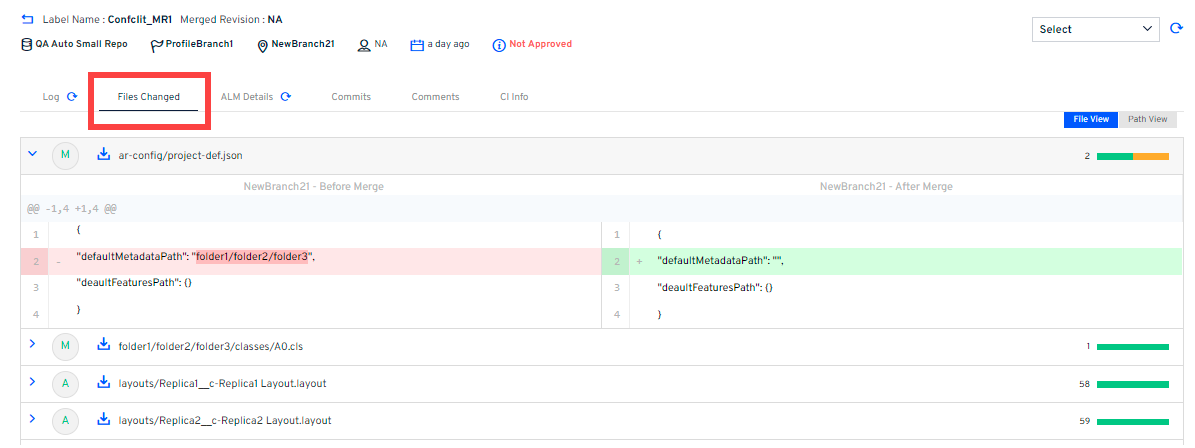 Label Name : Confclit_MR1 Merged Revision : NA
Select
QA Auto Small Repo ProfileBranch1 NewBranch21 NA a day ago Not Approved
Log Files Changed ALM Details Commits Comments CI Info
File View Path View
M ar-config/project-def.json 2
NewBranch21 - Before Merge NewBranch21 - After Merge
@@ -1,4 +1,4 @@
1 { 1 {
2 - "defaultMetadataPath": "folder1/folder2/folder3", 2 + "defaultMetadataPath": "",
3 "deaultFeaturesPath": {} 3 "deaultFeaturesPath": {}
4 } 4 }
M folder1/folder2/folder3/classes/A0.cls 1
A layouts/Replica1__c-Replica1 Layout.layout 58
A layouts/Replica2__c-Replica2 Layout.layout 59